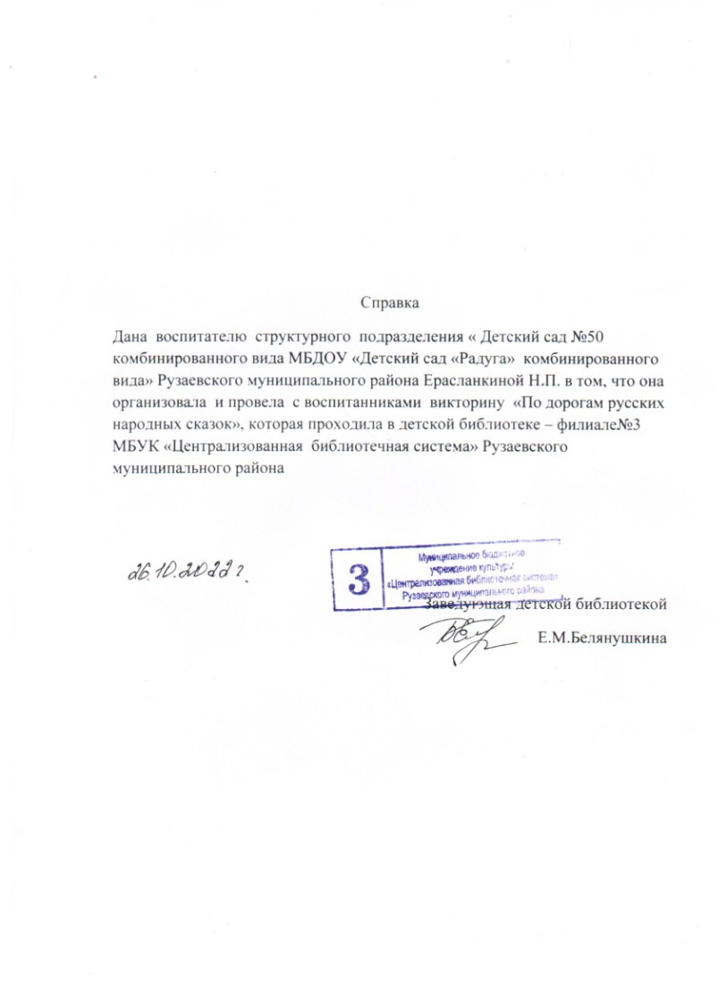 Справка
Дана воспитателю структурного подразделения « Детский сад №50
комбинированного вида МБДОУ «Детский сад «Радуга» комбинированного
вида» Рузаевского муниципального района Ерасланкиной Н.П. в том, что она
организовала и провела с воспитанниками викторину «По дорогам русских
народных сказок», которая проходила в детской библиотеке – филиале№3
МБУК «Централизованная библиотечная система» Рузаевского
муниципального района
26.10.2022 г.
3
Муниципальное бюджетное
учреждение культуры
«Централизованная библиотечная система»
Рузаевского муниципального района
Заведующая детской библиотекой
Е.М.Белянушкина